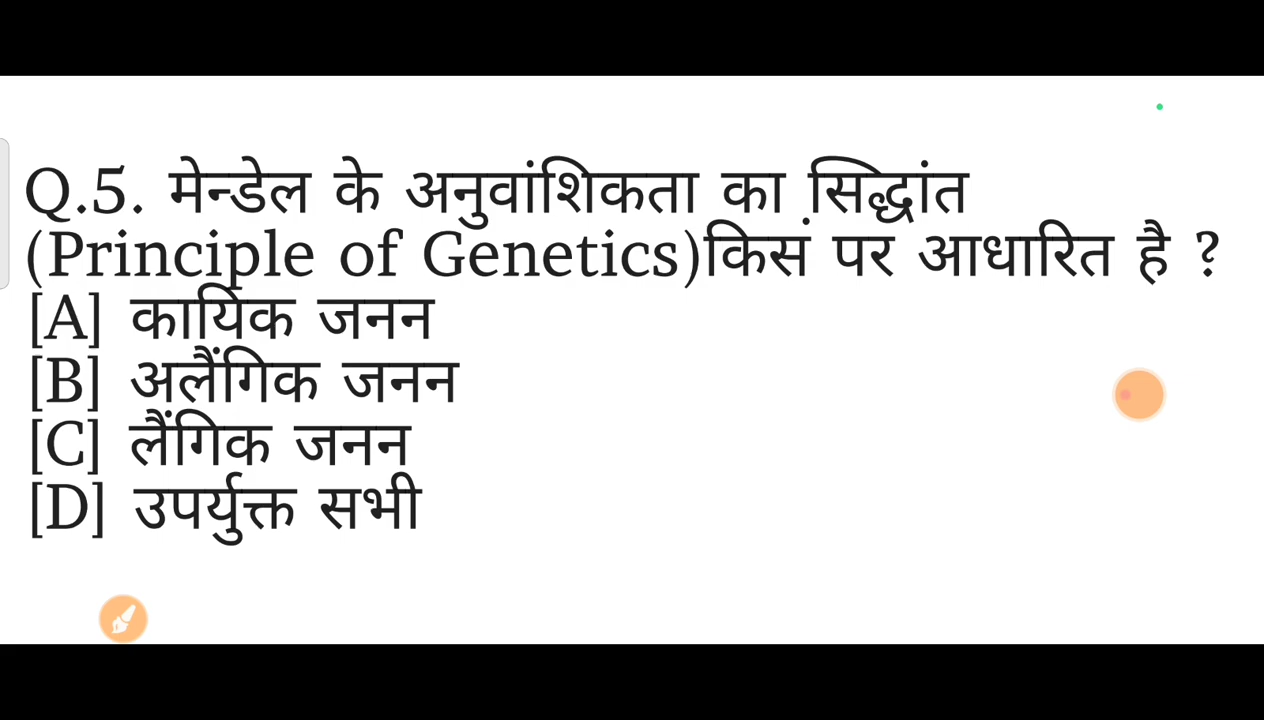 Q.5. मेन्डेल के अनुवांशिकता का सिद्धांत
(Principle of Genetics)किस पर आधारित है ?
[A] कायिक जनन
[B] अलैंगिक जनन
[C] लैंगिक जनन
[D] उपर्युक्त सभी